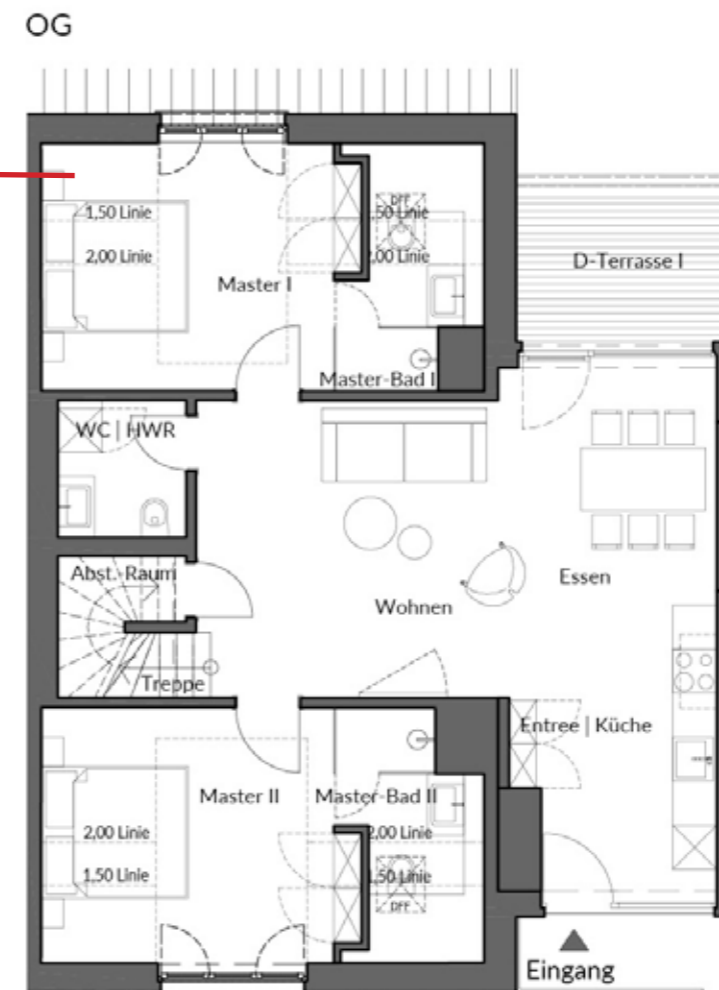 OG
DFF
1,50 Linie
1,50 Linie
2,00 Linie
2,00 Linie
D-Terrasse I
Master I
Master-Bad I
WC | HWR
Abst.-Raum
Essen
Wohnen
Treppe
Entree | Küche
Master II
Master-Bad II
2,00 Linie
2,00 Linie
1,50 Linie
1,50 Linie
DFF
Eingang